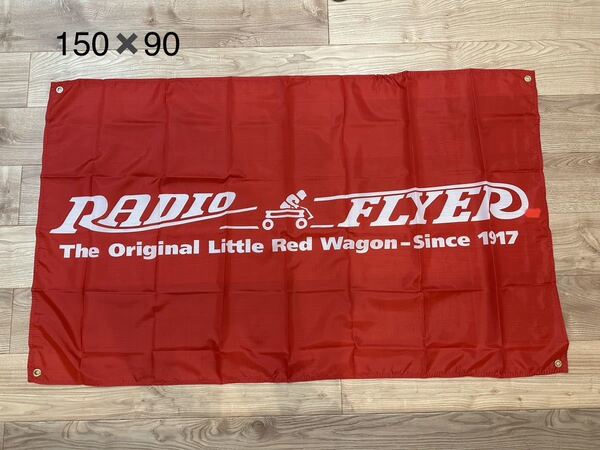 150✖️90
RADIO FLYER
The Original Little Red Wagon–Since 1917